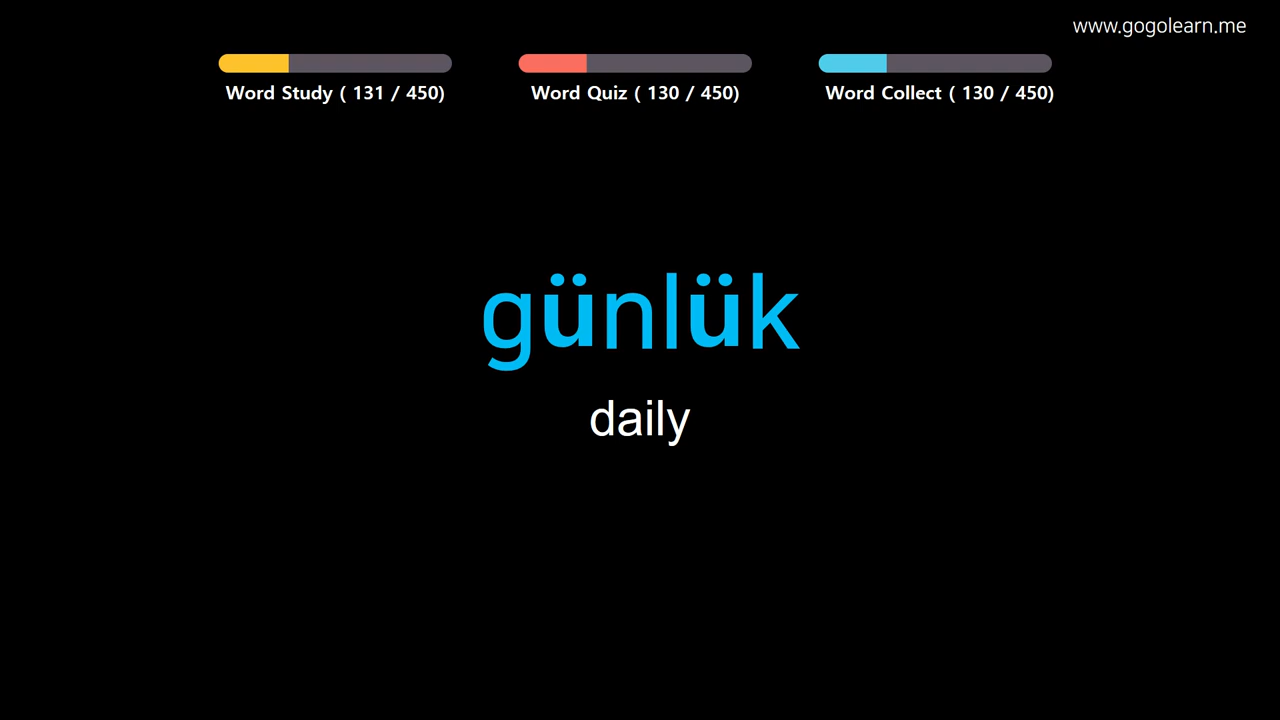 www.gogolearn.me
Word Study ( 131 / 450)
Word Quiz ( 130 / 450)
Word Collect ( 130 / 450)
günlük
daily